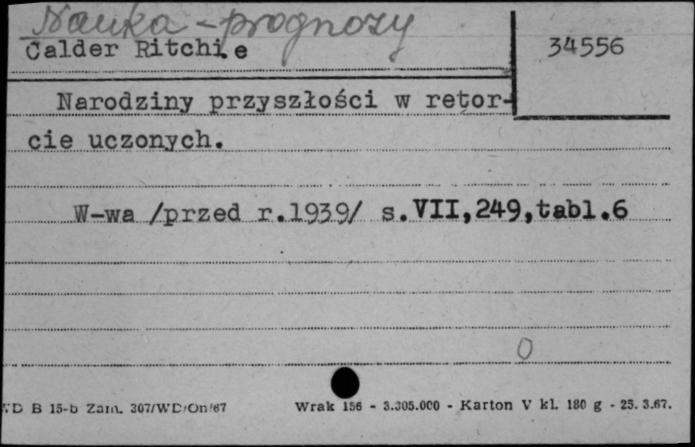 Nauka - prognozy
Calder Ritchie
34556
Narodziny przyszłości w retor-
cie uczonych.
W-wa /przed r.1939/ s.VII,249,tabl.6
0
WD B 15-b Zam. 307/WD/On/67
Wrak 156 - 3.305.000 - Karton V kl. 180 g - 25. 3.67.